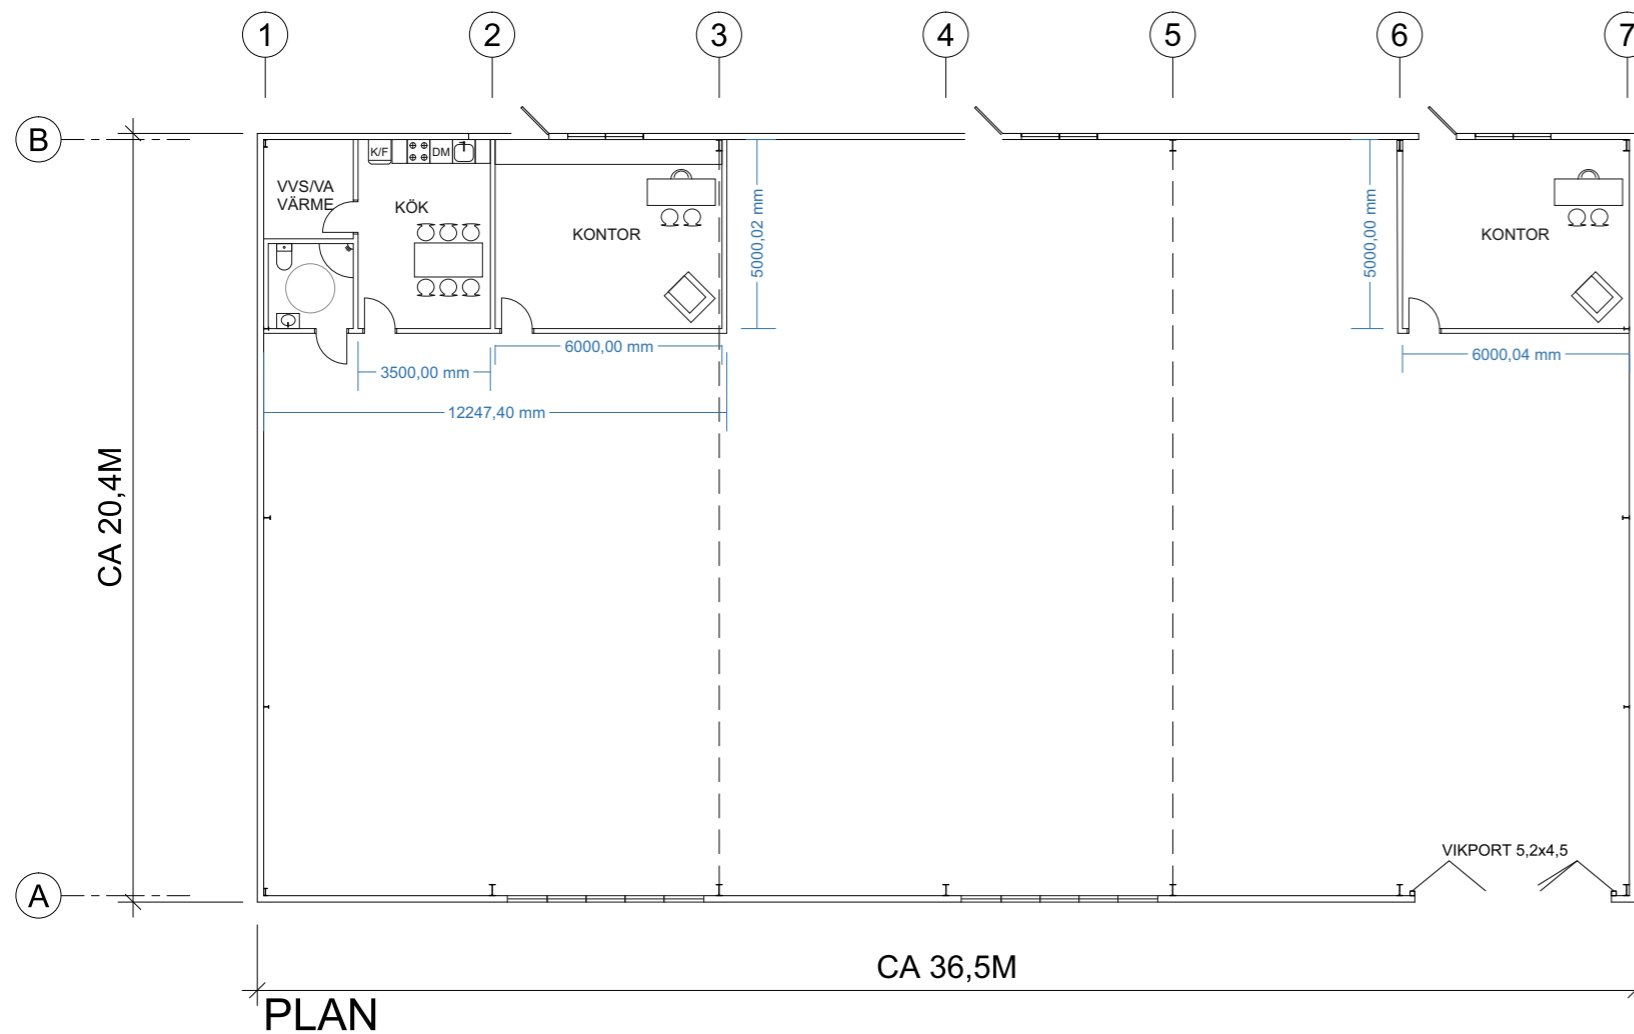 1
2
3
4
5
6
7
B
K/F
DM
VVS/VA
VÄRME
KÖK
KONTOR
5000,02 mm
5000,00 mm
KONTOR
6000,00 mm
6000,04 mm
3500,00 mm
12247,40 mm
CA 20,4M
VIKPORT 5,2x4,5
A
CA 36,5M
PLAN